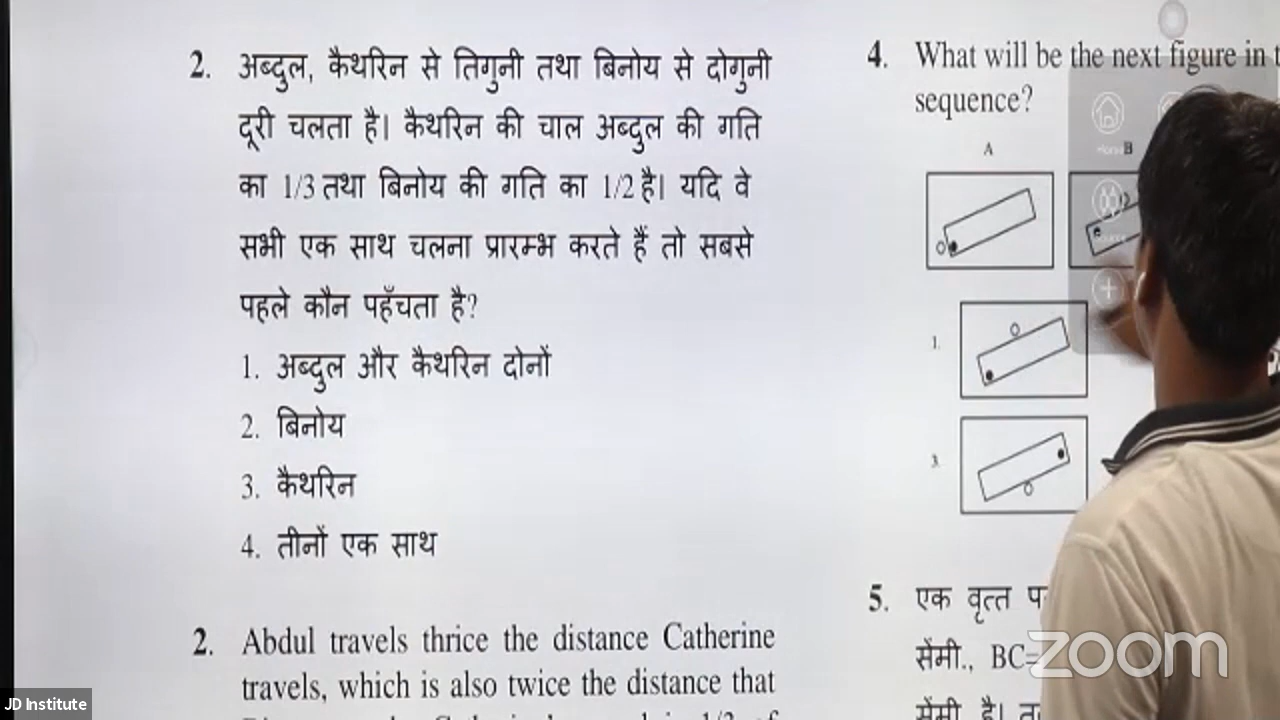 2. अब्दुल, कैथरिन से तिगुनी तथा बिनोय से दोगुनी
दूरी चलता है। कैथरिन की चाल अब्दुल की गति
का 1/3 तथा बिनोय की गति का 1/2 है। यदि वे
सभी एक साथ चलना प्रारम्भ करते हैं तो सबसे
पहले कौन पहुँचता है?
1. अब्दुल और कैथरिन दोनों
2. बिनोय
3. कैथरिन
4. तीनों एक साथ
2. Abdul travels thrice the distance Catherine
travels, which is also twice the distance that
4. What will be the next figure in
sequence?
A
B
1.
3.
5. एक वृत्त
सेंमी., BC=
सेंमी है।
zoom
JD Institute